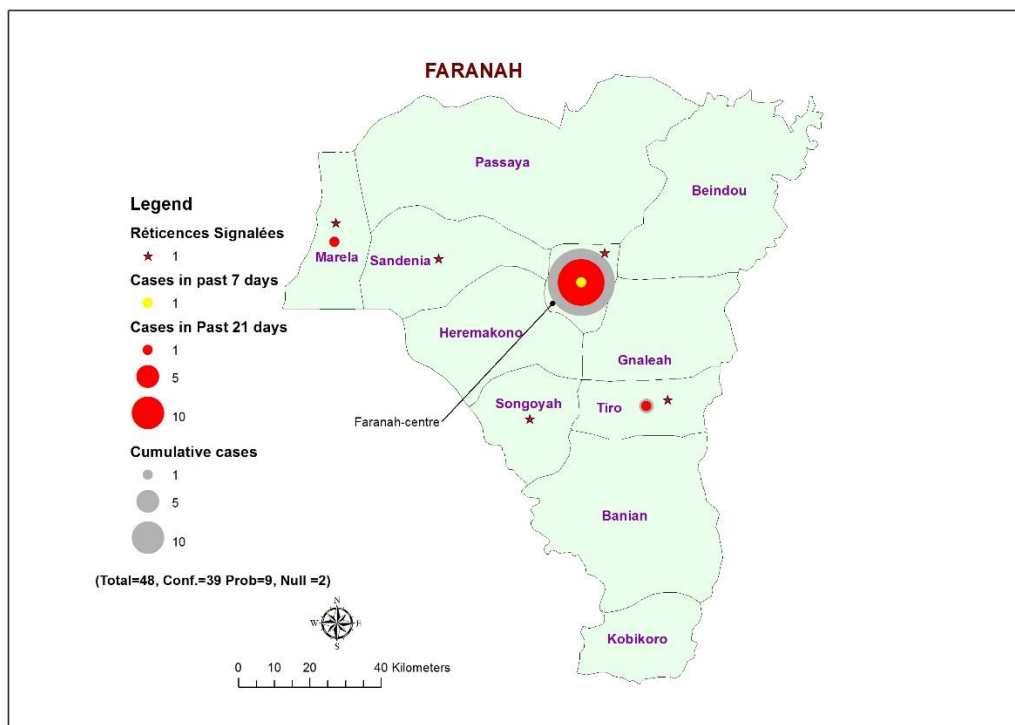 FARANAH
Passaya
Beindou
Legend
Réticences Signalées
1
Cases in past 7 days
1
Cases in Past 21 days
1
5
10
Cumulative cases
1
5
10
(Total=48, Conf.=39 Prob=9, Null =2)
Marela
Sandenia
Heremakono
Gnaleah
Songoyah
Tiro
Faranah-centre
Banian
Kobikoro
N
W E
S
0 10 20 40 Kilometers